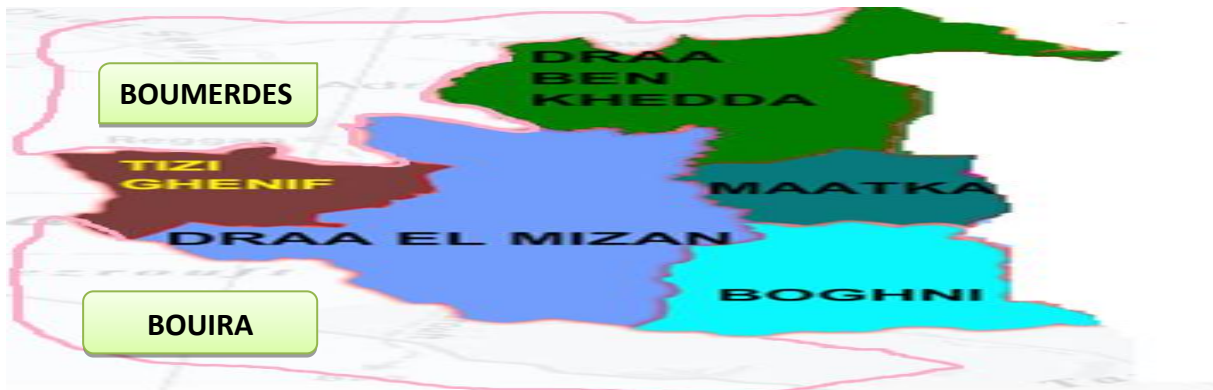 DRAA
BEN
KHEDDA
BOUMERDES
TIZI
GHENIF
MAATKA
DRAA EL MIZAN
BOGHNI
BOUIRA